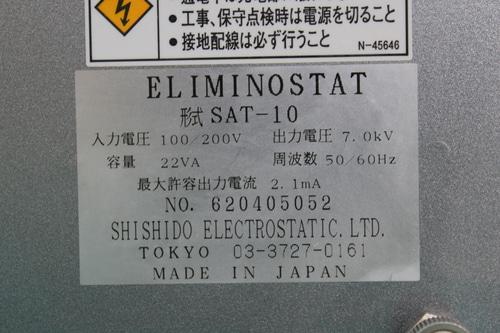 •工事、保守点検時は電源を切ること
•接地配線は必ず行うこと
N-45646
ELIMINOSTAT
形式 SAT-10
入力電圧 100/200V 出力電圧 7.0kV
容量 22VA 周波数 50/60Hz
最大許容出力電流 2.1mA
NO. 620405052
SHISHIDO ELECTROSTATIC. LTD.
TOKYO 03-3727-0161
MADE IN JAPAN